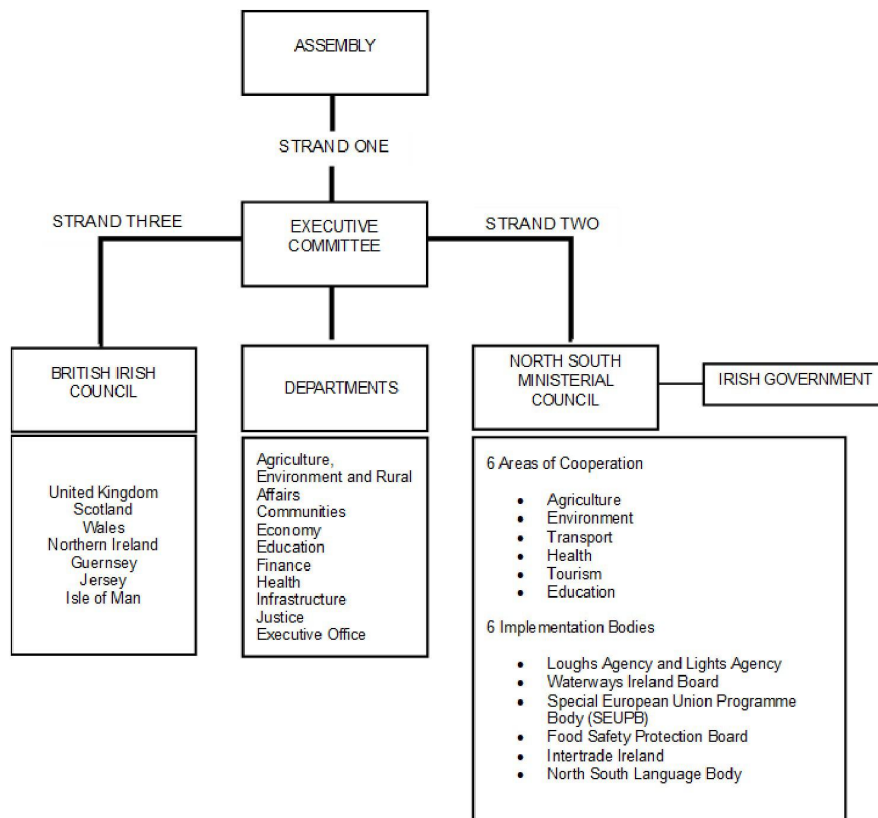 ASSEMBLY
STRAND ONE
STRAND THREE
EXECUTIVE
COMMITTEE
STRAND TWO
BRITISH IRISH
COUNCIL
DEPARTMENTS
NORTH SOUTH
MINISTERIAL
COUNCIL
IRISH GOVERNMENT
United Kingdom
Scotland
Wales
Northern Ireland
Guernsey
Jersey
Isle of Man
Agriculture,
Environment and Rural
Affairs
Communities
Economy
Education
Finance
Health
Infrastructure
Justice
Executive Office
6 Areas of Cooperation
• Agriculture
• Environment
• Transport
• Health
• Tourism
• Education
6 Implementation Bodies
• Loughs Agency and Lights Agency
• Waterways Ireland Board
• Special European Union Programme
Body (SEUPB)
• Food Safety Protection Board
• Intertrade Ireland
• North South Language Body